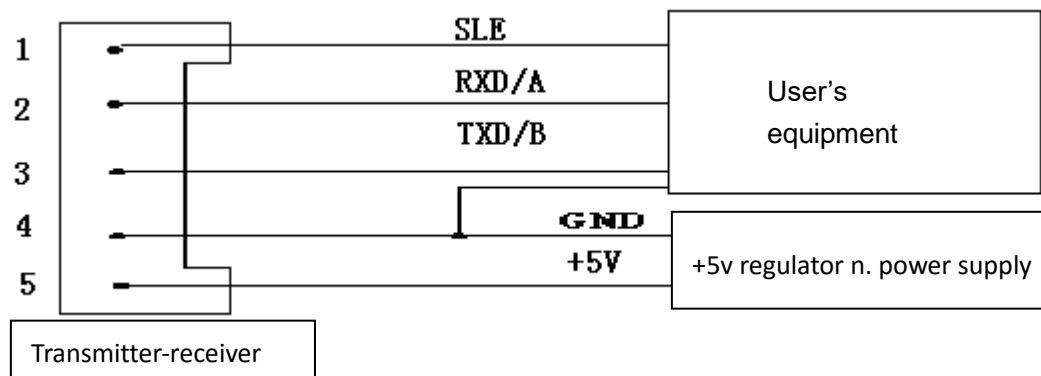 1
SLE
2
RXD/A
User's
equipment
3
TXD/B
4
GND
5
+5V
+5v regulator n. power supply
Transmitter-receiver